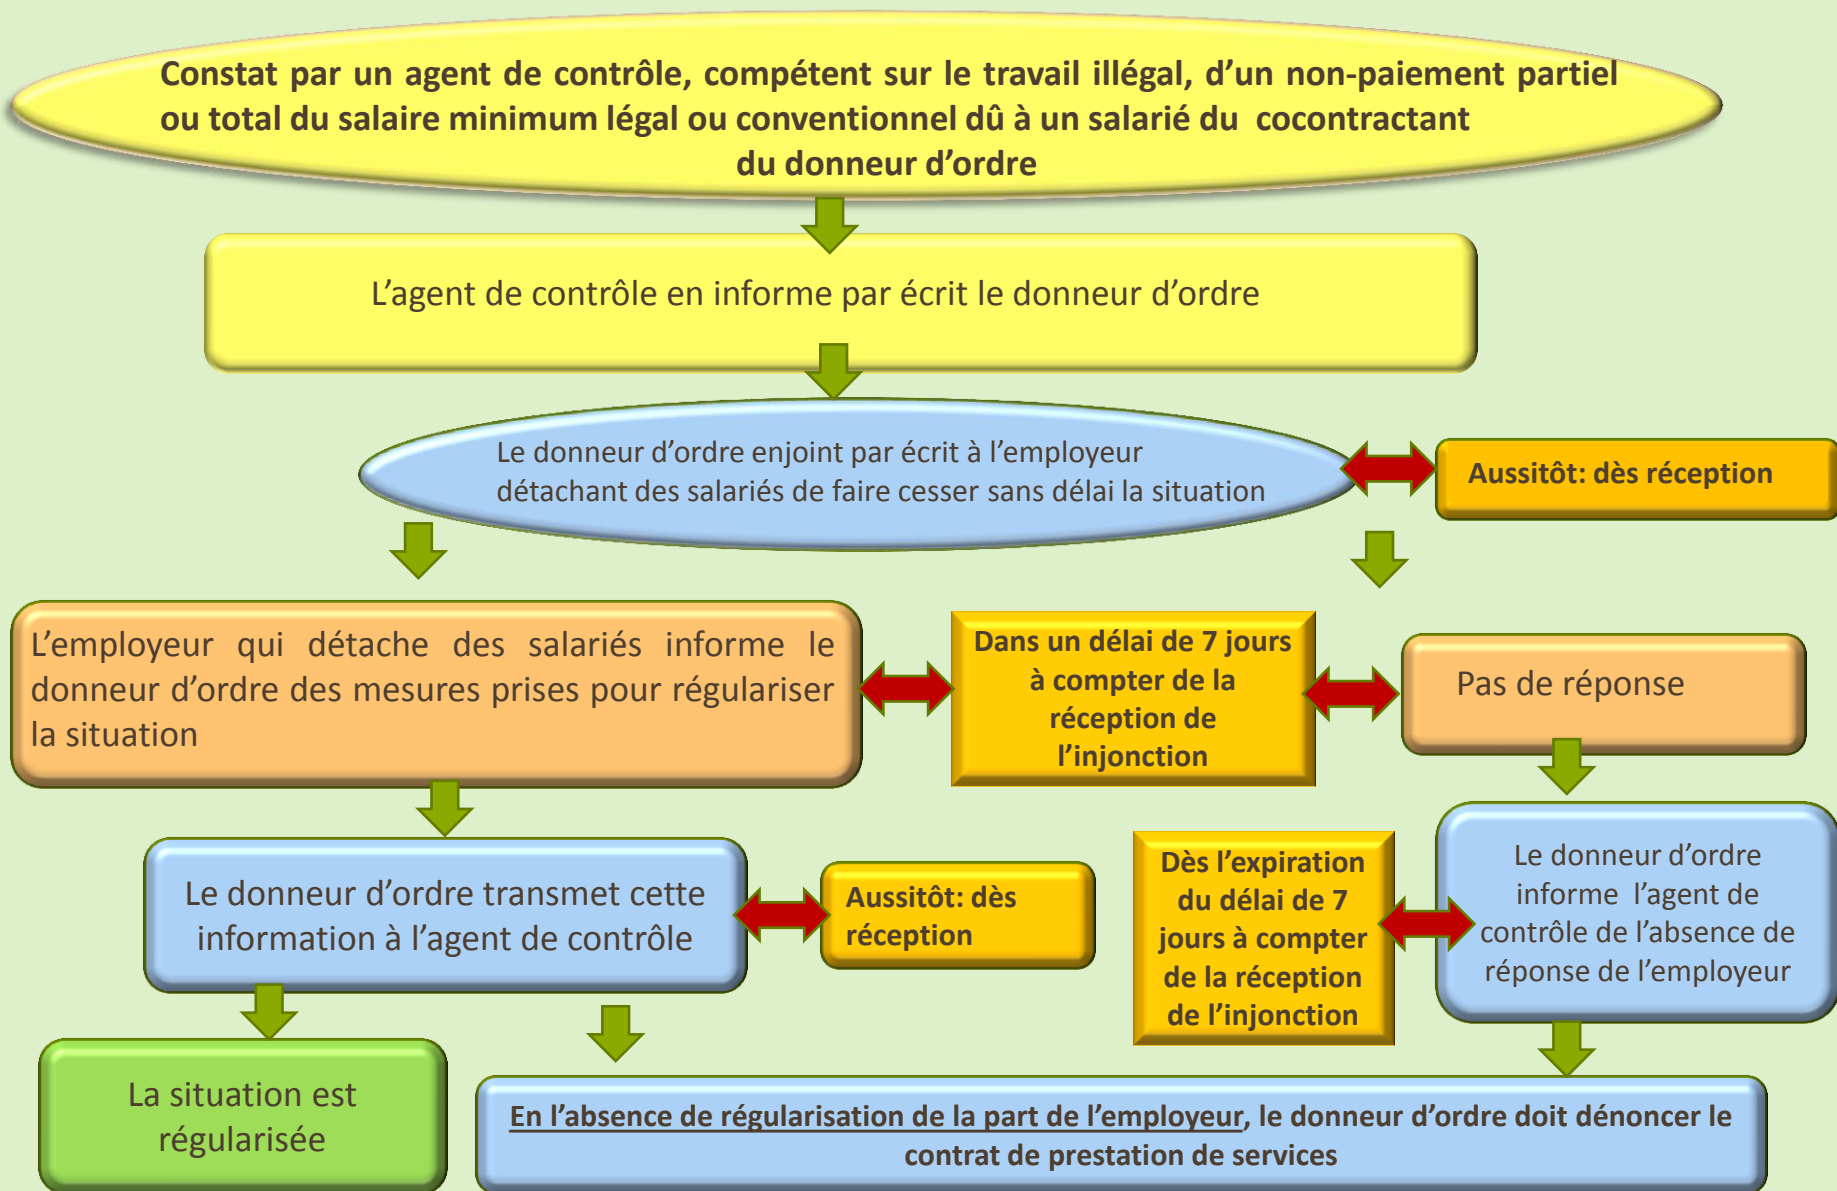 Constat par un agent de contrôle, compétent sur le travail illégal, d’un non-paiement partiel
ou total du salaire minimum légal ou conventionnel dû à un salarié du cocontractant
du donneur d’ordre
L’agent de contrôle en informe par écrit le donneur d’ordre
Le donneur d’ordre enjoint par écrit à l’employeur
détachant des salariés de faire cesser sans délai la situation
Aussitôt: dès réception
L’employeur qui détache des salariés informe le
donneur d’ordre des mesures prises pour régulariser
la situation
Dans un délai de 7 jours
à compter de la
réception de
l’injonction
Pas de réponse
Le donneur d’ordre transmet cette
information à l’agent de contrôle
Aussitôt: dès
réception
Dès l’expiration
du délai de 7
jours à compter
de la réception
de l’injonction
Le donneur d’ordre
informe l’agent de
contrôle de l’absence de
réponse de l’employeur
La situation est
régularisée
En l’absence de régularisation de la part de l’employeur, le donneur d’ordre doit dénoncer le
contrat de prestation de services